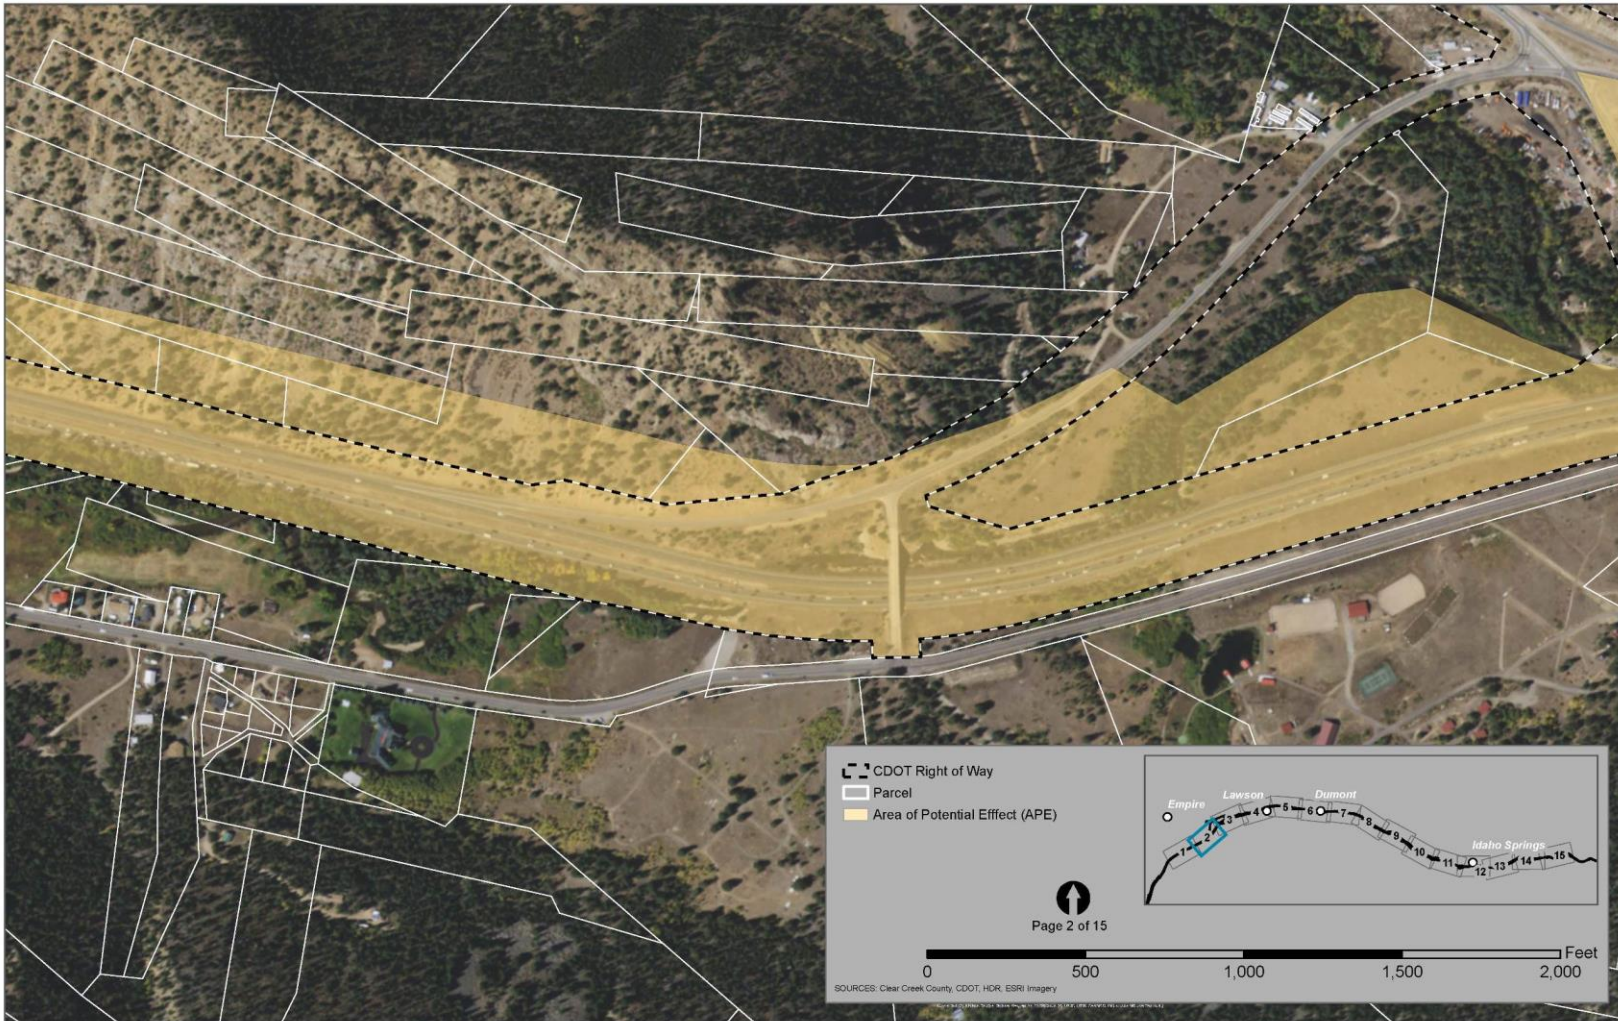 CDOT Right of Way
Parcel
Area of Potential Efffect (APE)
Empire
Lawson
Dumont
Idaho Springs
1
2
3
4
5
6
7
8
9
10
11
12
13
14
15
Page 2 of 15
Feet
0
500
1,000
1,500
2,000
SOURCES: Clear Creek County, CDOT, HDR, ESRI Imagery